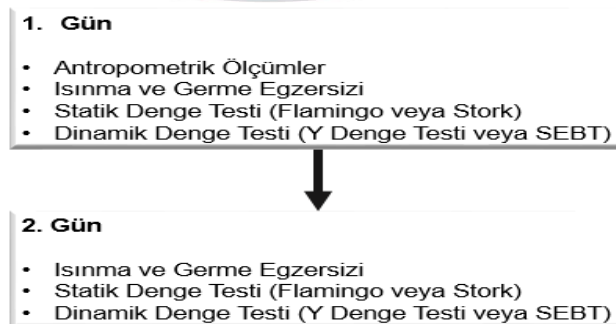 1. Gün
• Antropometrik Ölçümler
• Isınma ve Germe Egzersizi
• Statik Denge Testi (Flamingo veya Stork)
• Dinamik Denge Testi (Y Denge Testi veya SEBT)
2. Gün
• Isınma ve Germe Egzersizi
• Statik Denge Testi (Flamingo veya Stork)
• Dinamik Denge Testi (Y Denge Testi veya SEBT)